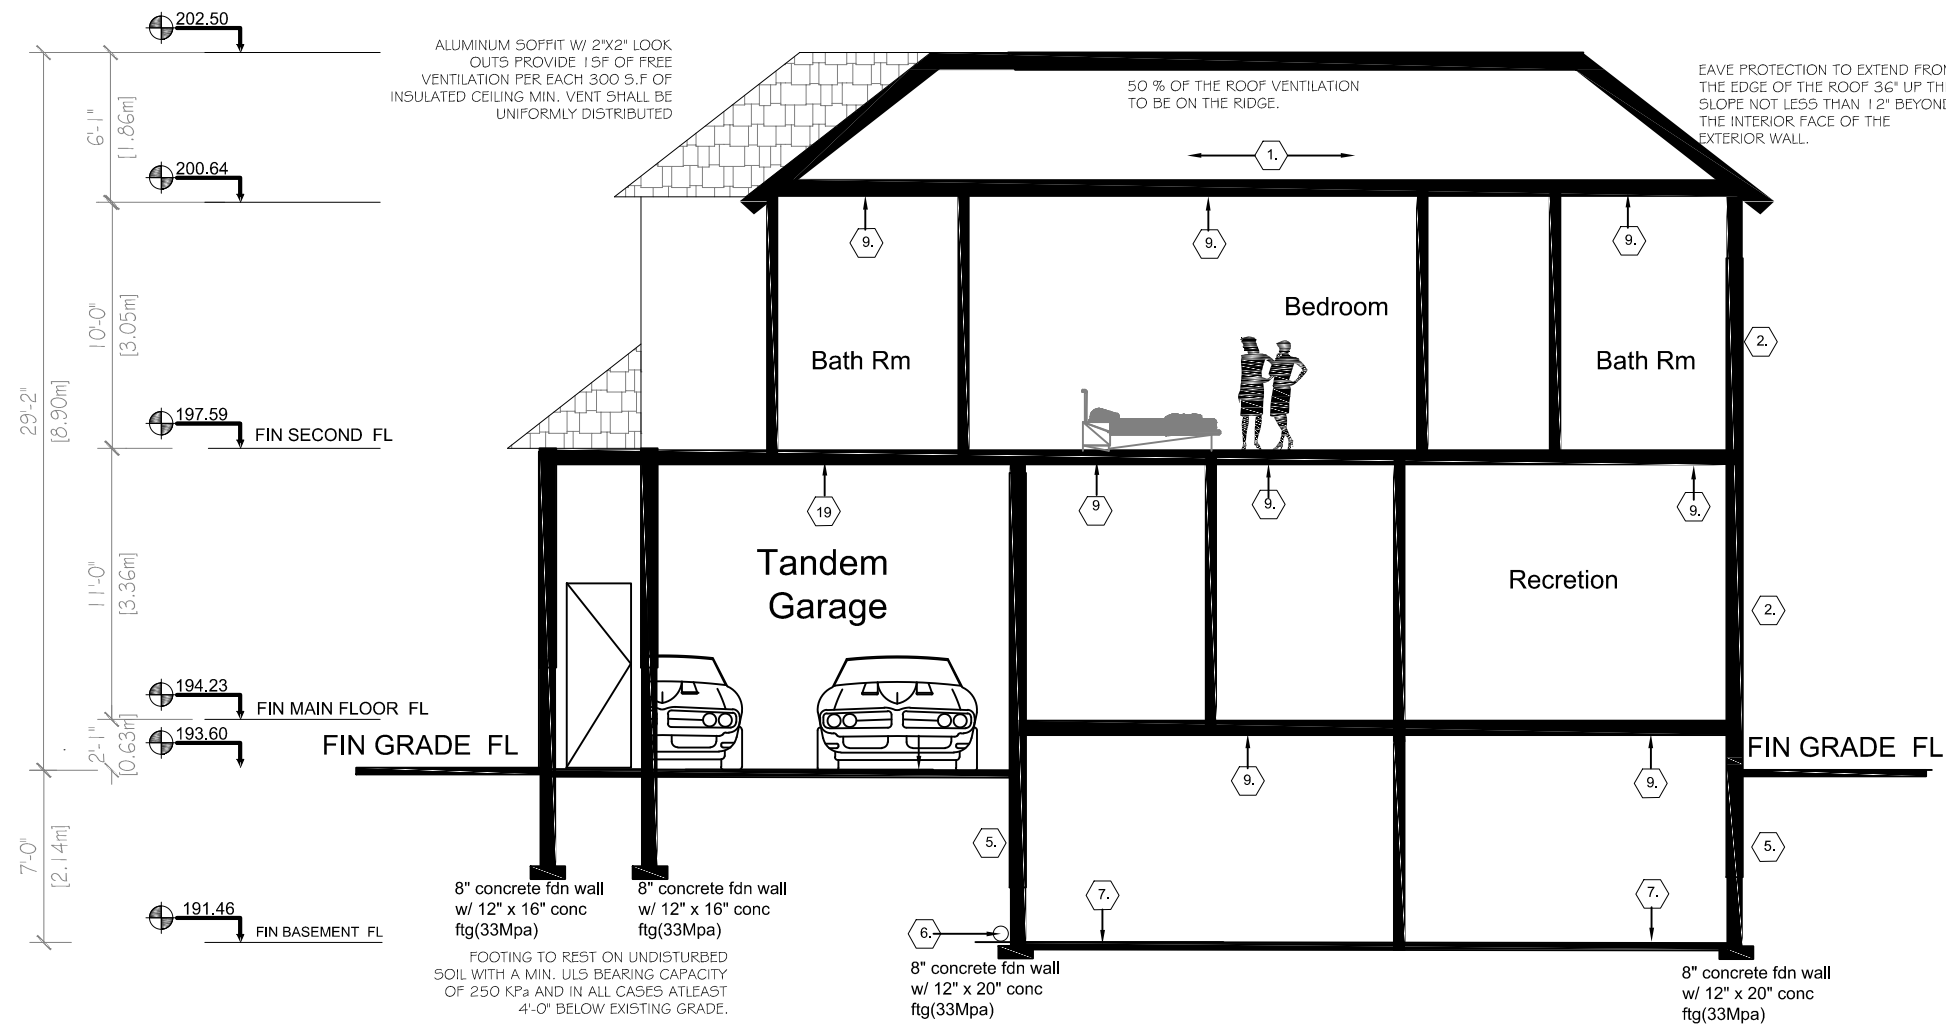 202.50
ALUMINUM SOFFIT W/ 2"X2" LOOK
OUTS PROVIDE 1SF OF FREE
VENTILATION PER EACH 300 S.F OF
INSULATED CEILING MIN. VENT SHALL BE
UNIFORMLY DISTRIBUTED
50 % OF THE ROOF VENTILATION
TO BE ON THE RIDGE.
EAVE PROTECTION TO EXTEND FROM
THE EDGE OF THE ROOF 36" UP TH
SLOPE NOT LESS THAN 12" BEYOND
THE INTERIOR FACE OF THE
EXTERIOR WALL.
6'-1"
[1.86m]
1.
200.64
9.
9.
9.
10'-0"
[3.05m]
Bedroom
2.
Bath Rm
Bath Rm
29'-2"
[8.90m]
197.59
FIN SECOND FL
19
9
9.
9.
11'-0"
[3.36m]
Tandem
Garage
Recretion
2.
194.23
FIN MAIN FLOOR FL
193.60
2'-1"
[0.63m]
FIN GRADE FL
FIN GRADE FL
9.
9.
7'-0"
[2.14m]
5.
5.
8" concrete fdn wall
w/ 12" x 16" conc
ftg(33Mpa)
8" concrete fdn wall
w/ 12" x 16" conc
ftg(33Mpa)
7.
7.
191.46
FIN BASEMENT FL
6.
FOOTING TO REST ON UNDISTURBED
SOIL WITH A MIN. ULS BEARING CAPACITY
OF 250 KPa AND IN ALL CASES ATLEAST
4'-0" BELOW EXISTING GRADE.
8" concrete fdn wall
w/ 12" x 20" conc
ftg(33Mpa)
8" concrete fdn wall
w/ 12" x 20" conc
ftg(33Mpa)